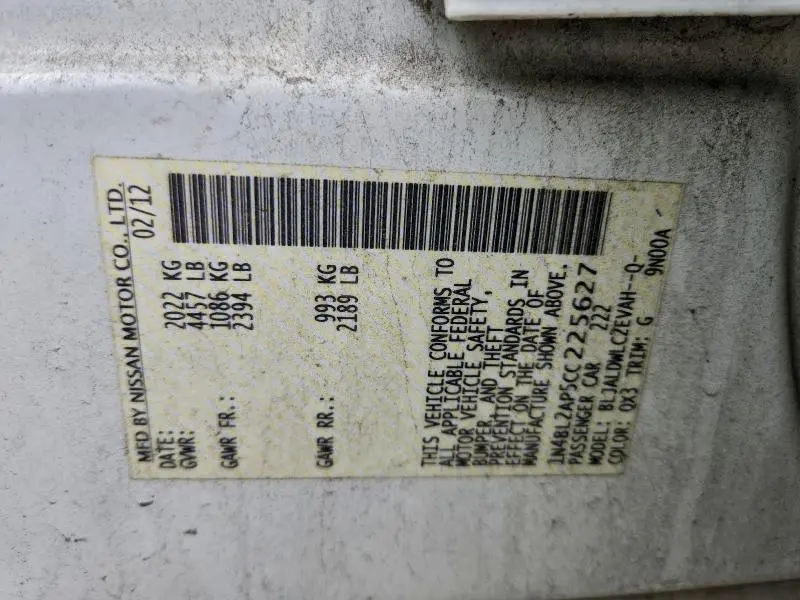 MFD BY NISSAN MOTOR CO., LTD.
DATE: 02/12
GVWR: 2022 KG
4457 LB
GAWR FR.: 1086 KG
2394 LB
GAWR RR.: 993 KG
2189 LB
THIS VEHICLE CONFORMS TO
ALL APPLICABLE FEDERAL
MOTOR VEHICLE SAFETY,
BUMPER, AND THEFT
PREVENTION STANDARDS IN
EFFECT ON THE DATE OF
MANUFACTURE SHOWN ABOVE.
1N4BL2AP5CC225627
PASSENGER CAR 222
MODEL: BLJALDWLCZEVAH--Q-
COLOR: QX3 TRIM: G 9N00A